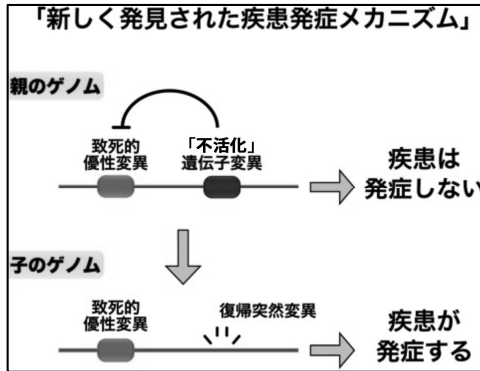 「新しく発見された疾患発症メカニズム」
親のゲノム
致死的
優性変異
「不活化」
遺伝子変異
疾患は
発症しない
子のゲノム
致死的
優性変異
復帰突然変異
疾患が
発症する